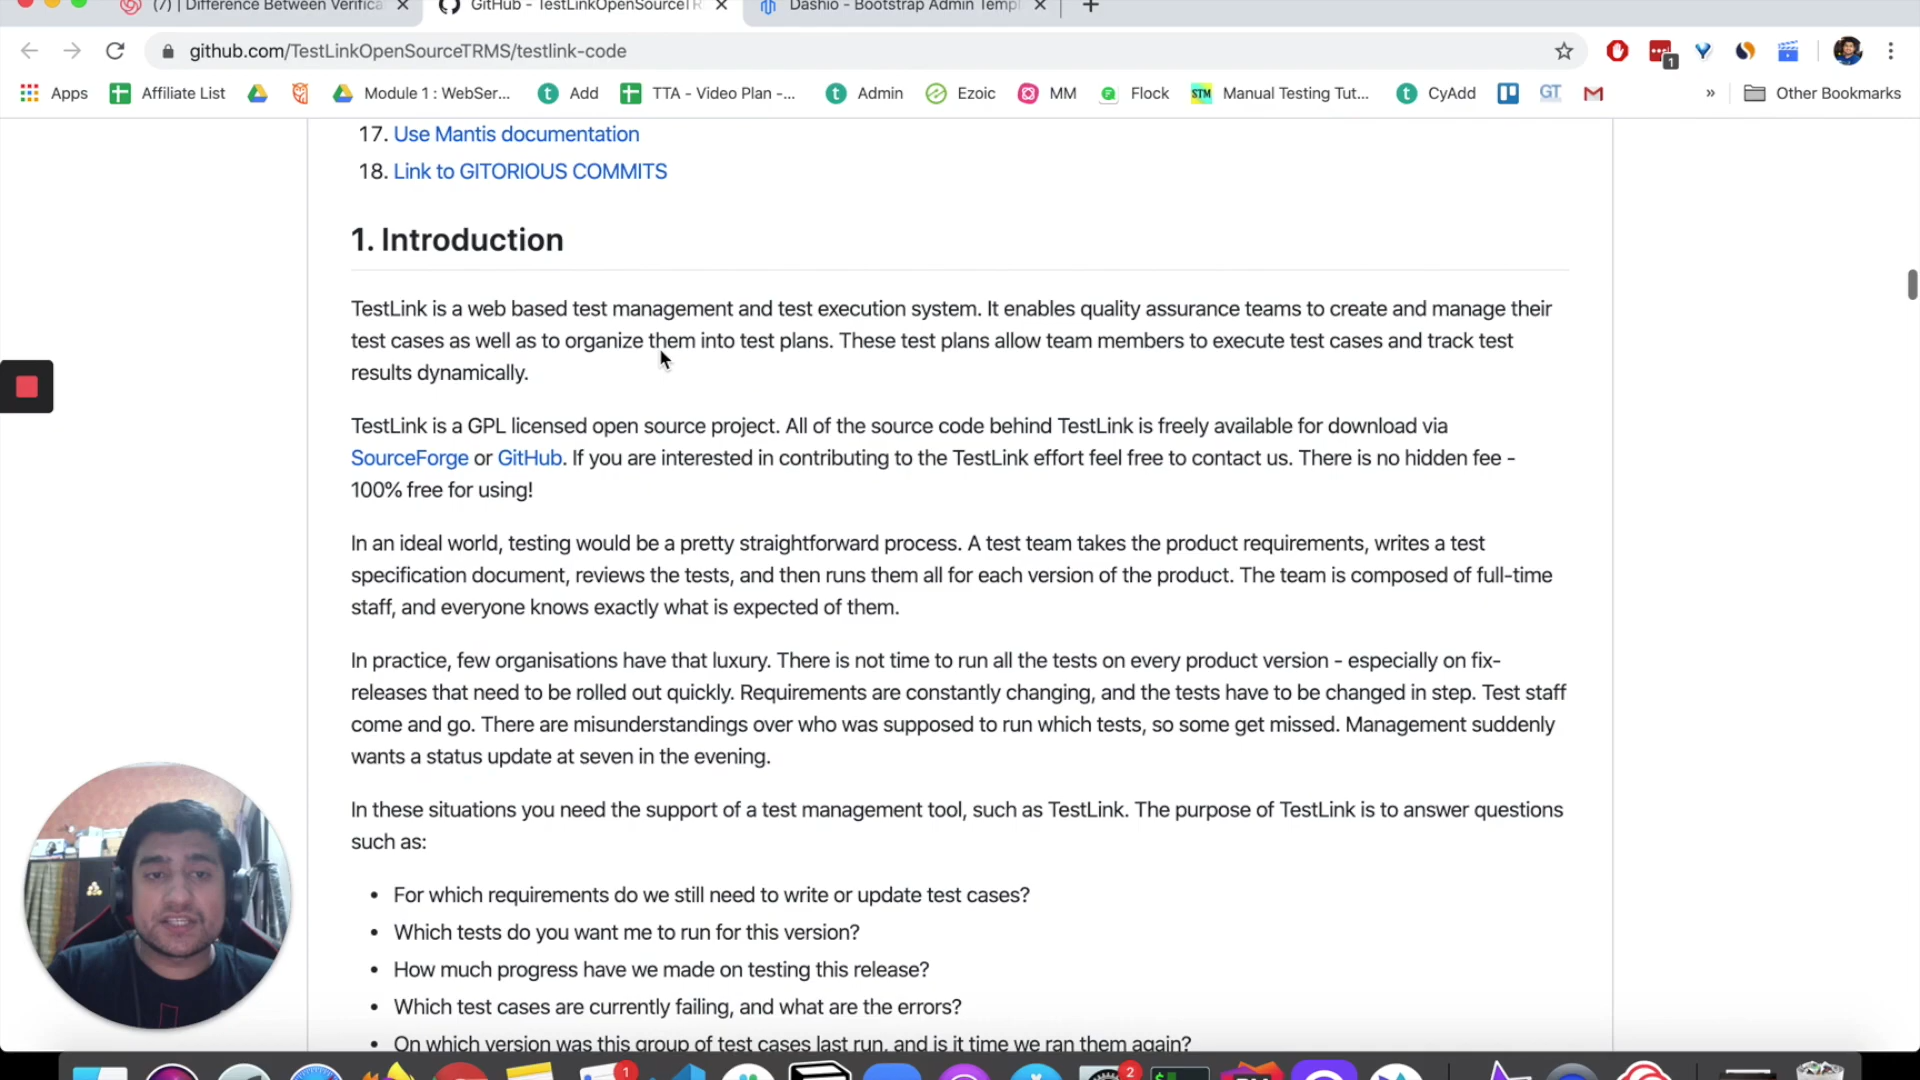 (7) | Difference Between Verifica
GitHub - TestLinkOpenSourceTR
Dashio - Bootstrap Admin Templ
github.com/TestLinkOpenSourceTRMS/testlink-code
1
Apps
Affiliate List
Module 1 : WebSer...
Add
TTA - Video Plan -...
Admin
Ezoic
MM
Flock
STM
Manual Testing Tut...
CyAdd
GT
»
Other Bookmarks
17. Use Mantis documentation
18. Link to GITORIOUS COMMITS
1. Introduction
TestLink is a web based test management and test execution system. It enables quality assurance teams to create and manage their
test cases as well as to organize them into test plans. These test plans allow team members to execute test cases and track test
results dynamically.
TestLink is a GPL licensed open source project. All of the source code behind TestLink is freely available for download via
SourceForge or GitHub. If you are interested in contributing to the TestLink effort feel free to contact us. There is no hidden fee -
100% free for using!
In an ideal world, testing would be a pretty straightforward process. A test team takes the product requirements, writes a test
specification document, reviews the tests, and then runs them all for each version of the product. The team is composed of full-time
staff, and everyone knows exactly what is expected of them.
In practice, few organisations have that luxury. There is not time to run all the tests on every product version - especially on fix-
releases that need to be rolled out quickly. Requirements are constantly changing, and the tests have to be changed in step. Test staff
come and go. There are misunderstandings over who was supposed to run which tests, so some get missed. Management suddenly
wants a status update at seven in the evening.
In these situations you need the support of a test management tool, such as TestLink. The purpose of TestLink is to answer questions
such as:
• For which requirements do we still need to write or update test cases?
• Which tests do you want me to run for this version?
• How much progress have we made on testing this release?
• Which test cases are currently failing, and what are the errors?
• On which version was this group of test cases last run, and is it time we ran them again?
1
2